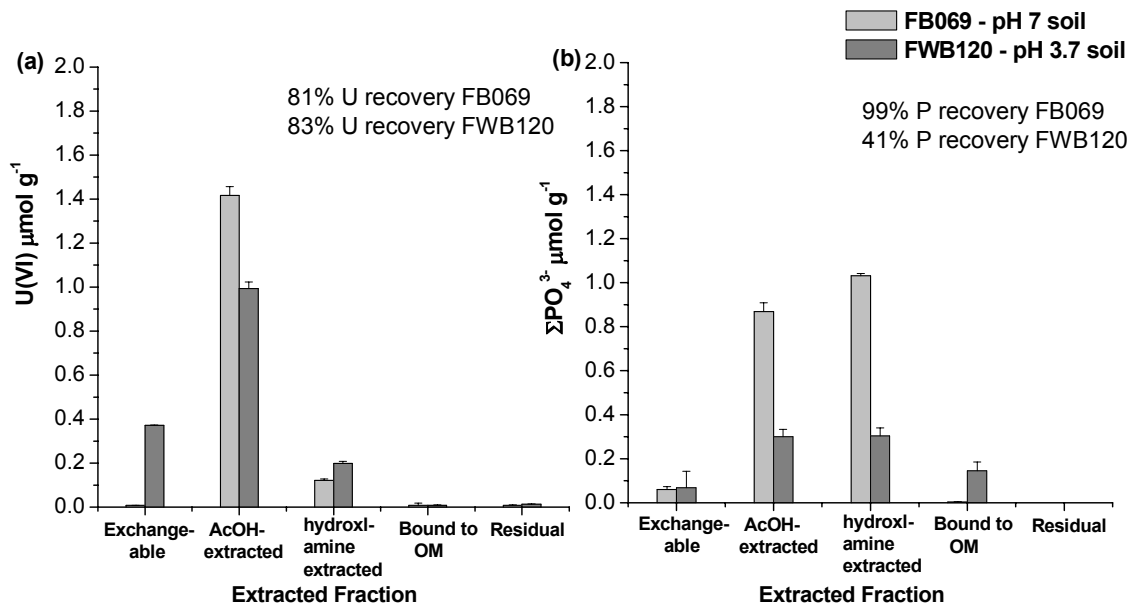 FB069 - pH 7 soil
FWB120 - pH 3.7 soil
(a)
81% U recovery FB069
83% U recovery FWB120
U(VI) μmol g⁻¹
2.0
1.8
1.6
1.4
1.2
1.0
0.8
0.6
0.4
0.2
0.0
Exchange-
able
AcOH-
extracted
hydroxl-
amine
extracted
Bound to
OM
Residual
Extracted Fraction
(b)
99% P recovery FB069
41% P recovery FWB120
ΣPO₄³⁻ μmol g⁻¹
2.0
1.8
1.6
1.4
1.2
1.0
0.8
0.6
0.4
0.2
0.0
Exchange-
able
AcOH-
extracted
hydroxl-
amine
extracted
Bound to
OM
Residual
Extracted Fraction